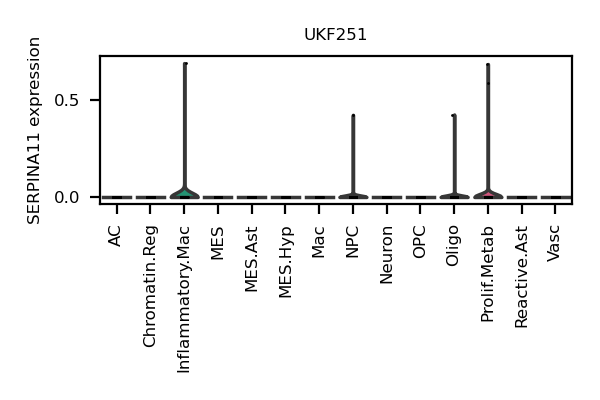 UKF251
SERPINA11 expression
0.5
0.0
AC
Chromatin.Reg
Inflammatory.Mac
MES
MES.Ast
MES.Hyp
Mac
NPC
Neuron
OPC
Oligo
Prolif.Metab
Reactive.Ast
Vasc